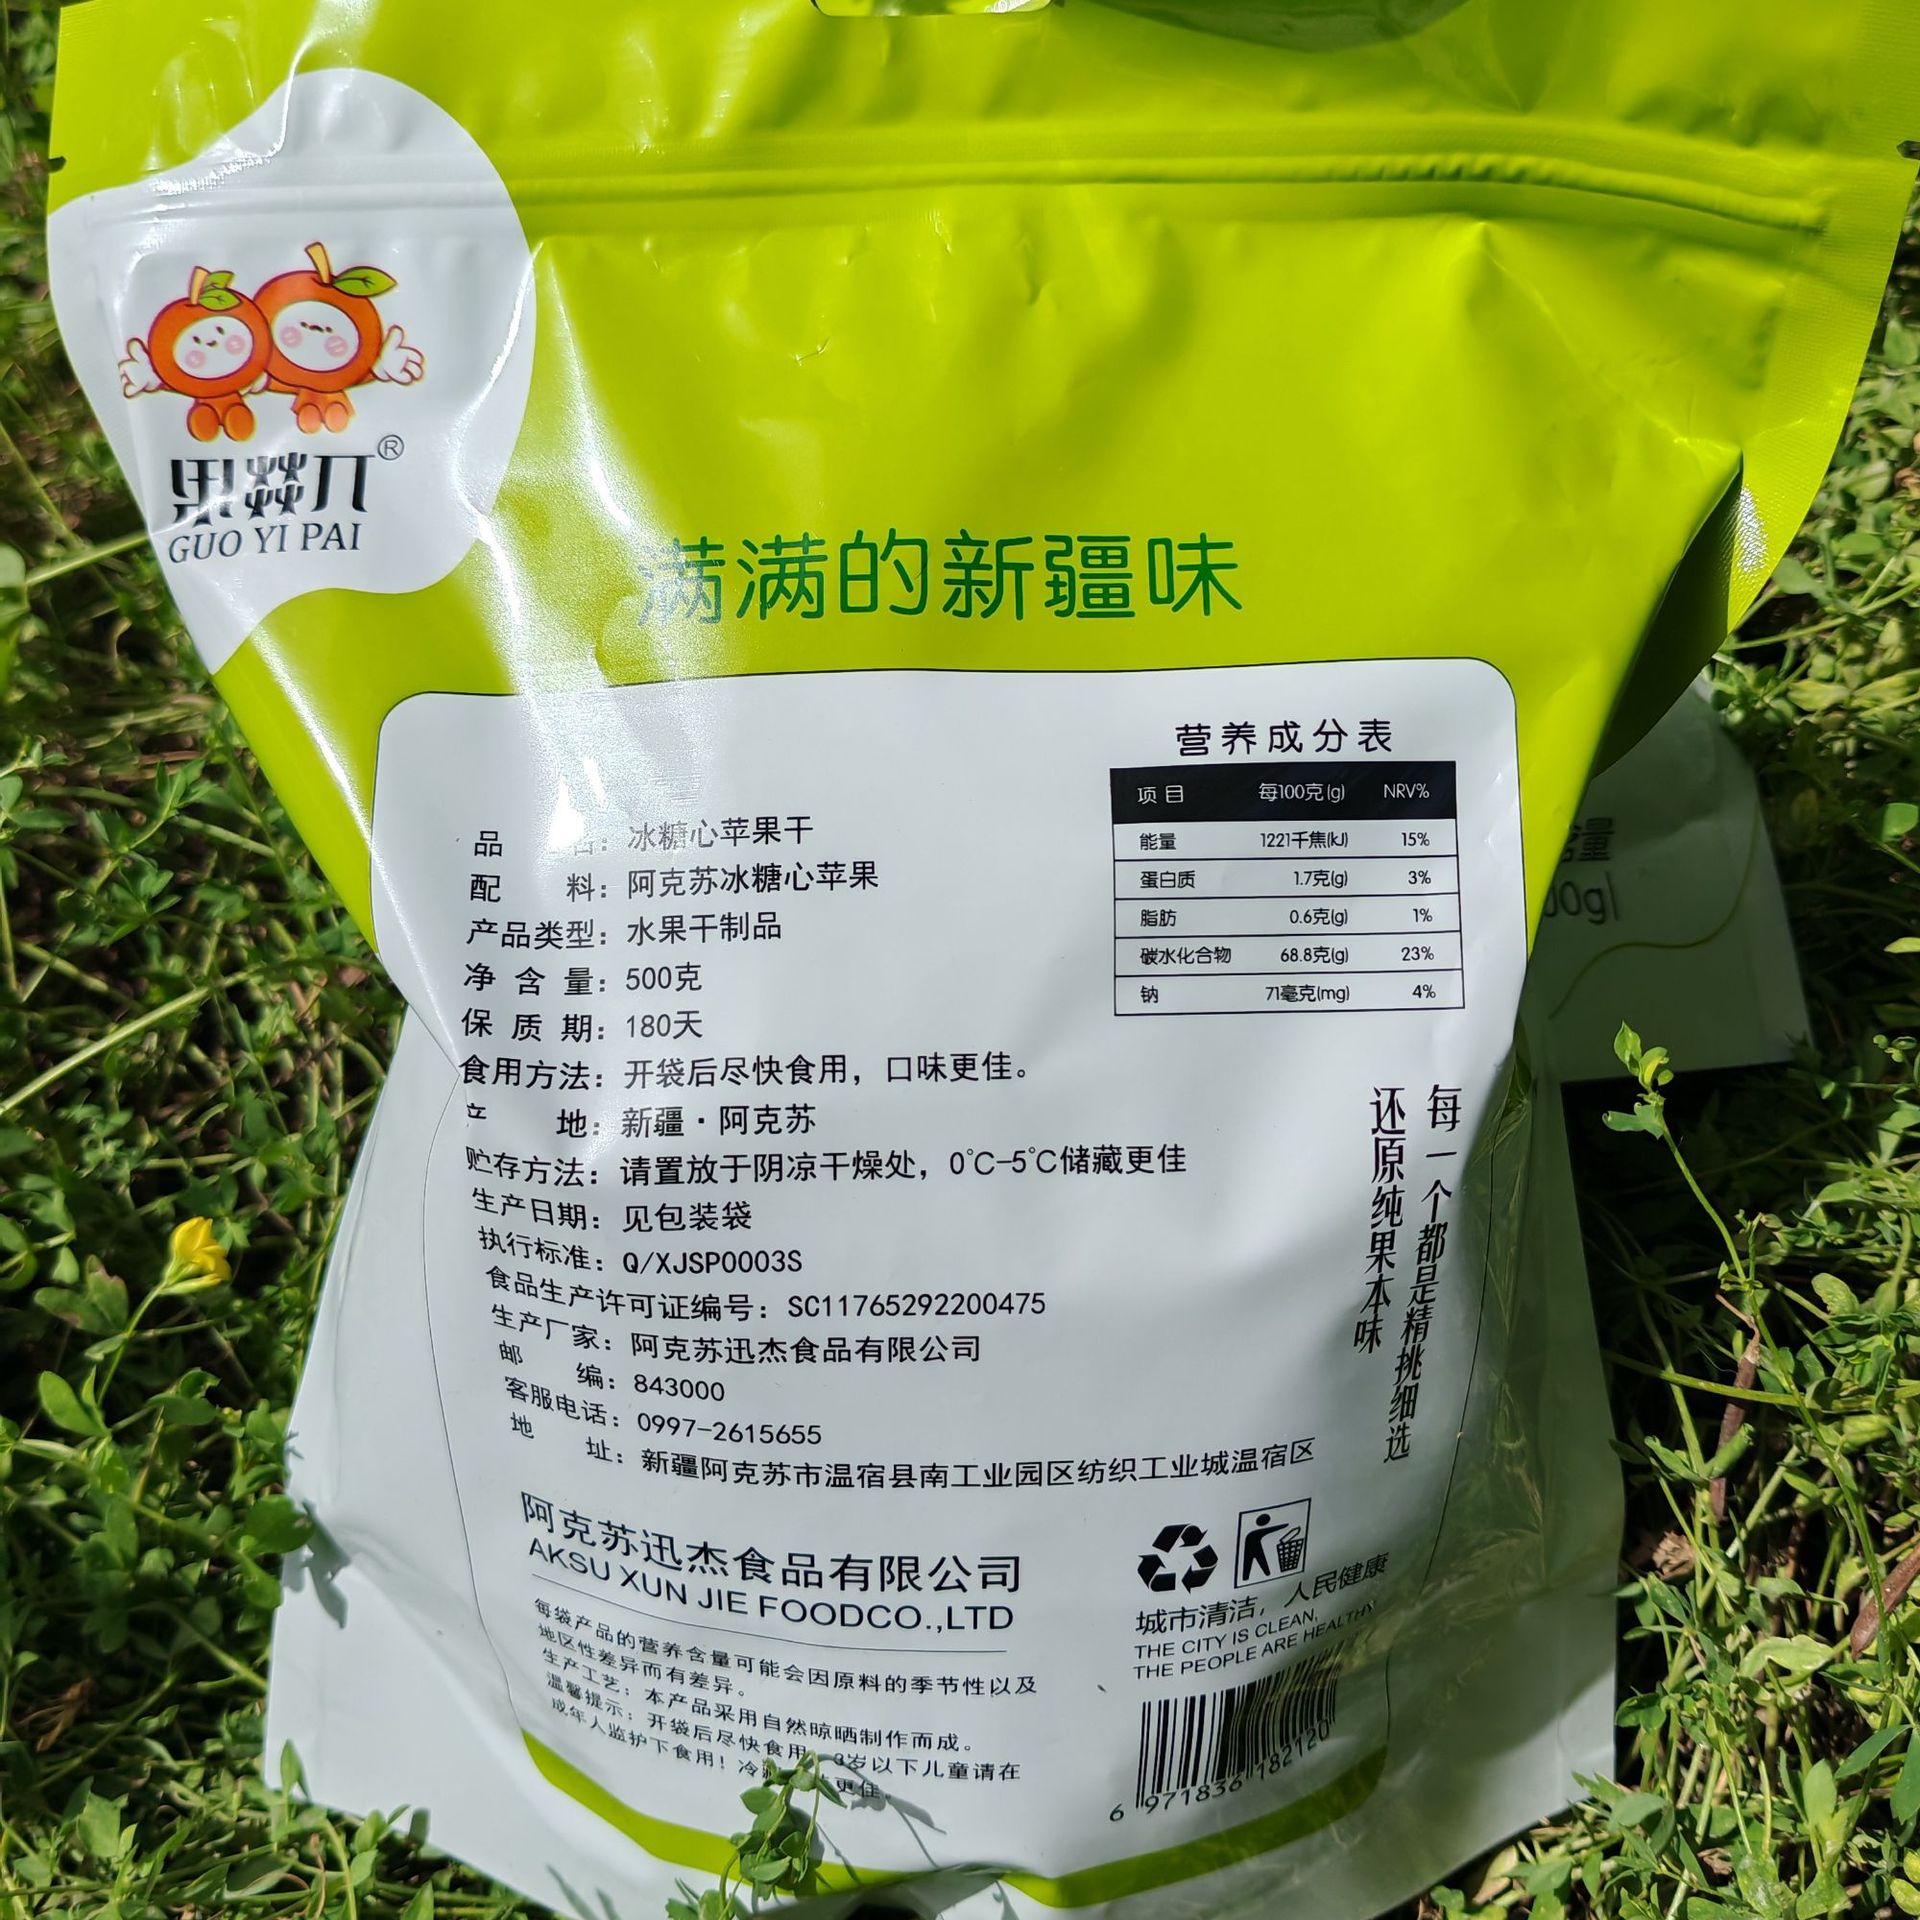 ®
GUO YI PAI
满满的新疆味
营养成分表
项目 每100克(g) NRV%
能量 1221千焦(kJ) 15%
蛋白质 1.7克(g) 3%
脂肪 0.6克(g) 1%
碳水化合物 68.8克(g) 23%
钠 71毫克(mg) 4%
品 名：冰糖心苹果干
配 料：阿克苏冰糖心苹果
产品类型：水果干制品
净含量：500克
保质期：180天
食用方法：开袋后尽快食用，口味更佳。
产 地：新疆·阿克苏
贮存方法：请置放于阴凉干燥处，0℃-5℃储藏更佳
生产日期：见包装袋
执行标准：Q/XJSP0003S
食品生产许可证编号：SC11765292200475
生产厂家：阿克苏迅杰食品有限公司
邮 编：843000
客服电话：0997-2615655
地 址：新疆阿克苏市温宿县南工业园区纺织工业城温宿区
每一个都是精挑细选
还原纯果本味
阿克苏迅杰食品有限公司
AKSU XUN JIE FOODCO.,LTD
每袋产品的营养含量可能会因原料的季节性以及
地区性差异而有差异。
生产工艺：本产品采用自然晾晒制作而成。
温馨提示：开袋后尽快食用，3岁以下儿童请在
成年人监护下食用！冷藏 更佳。
城市清洁，人民健康
THE CITY IS CLEAN,
THE PEOPLE ARE HEALTHY
6 971836 182120
含量
00g